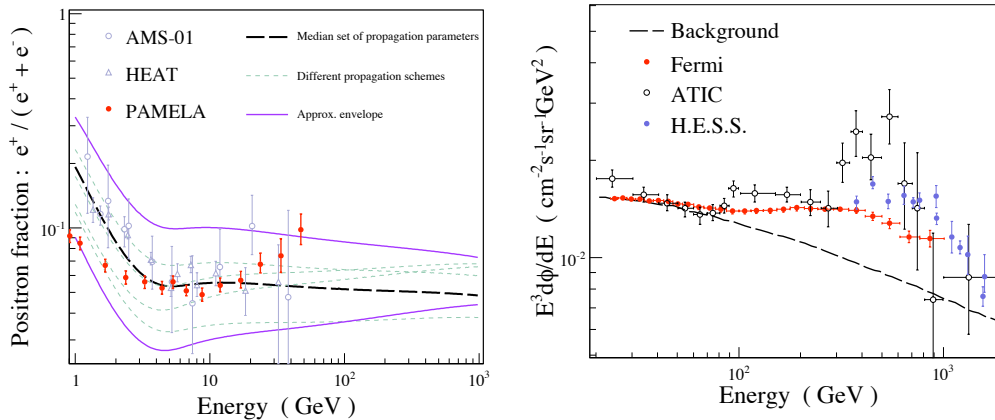 1
AMS-01
HEAT
PAMELA
Median set of propagation parameters
Different propagation schemes
Approx. envelope
Positron fraction : e⁺ / ( e⁺ + e⁻ )
10⁻¹
1
10
10²
10³
Energy ( GeV )
Background
Fermi
ATIC
H.E.S.S.
E³dϕ/dE ( cm⁻²s⁻¹sr⁻¹GeV² )
10⁻²
10²
10³
Energy ( GeV )